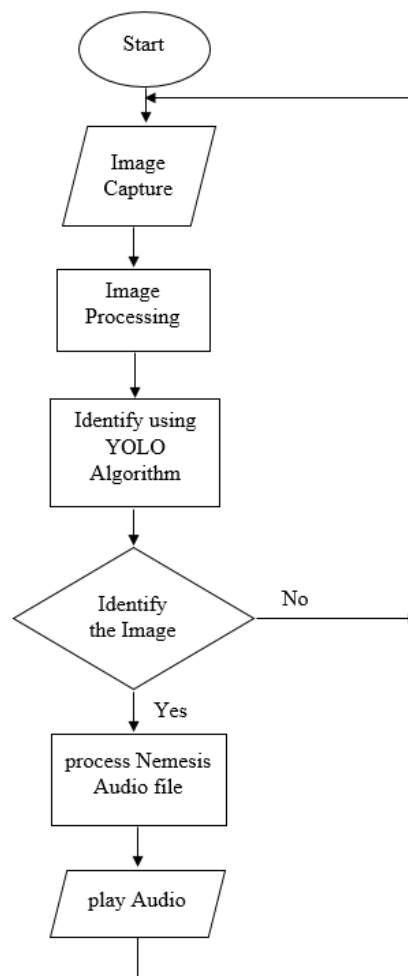 Start
Image
Capture
Image
Processing
Identify using
YOLO
Algorithm
Identify
the Image
No
Yes
process Nemesis
Audio file
play Audio